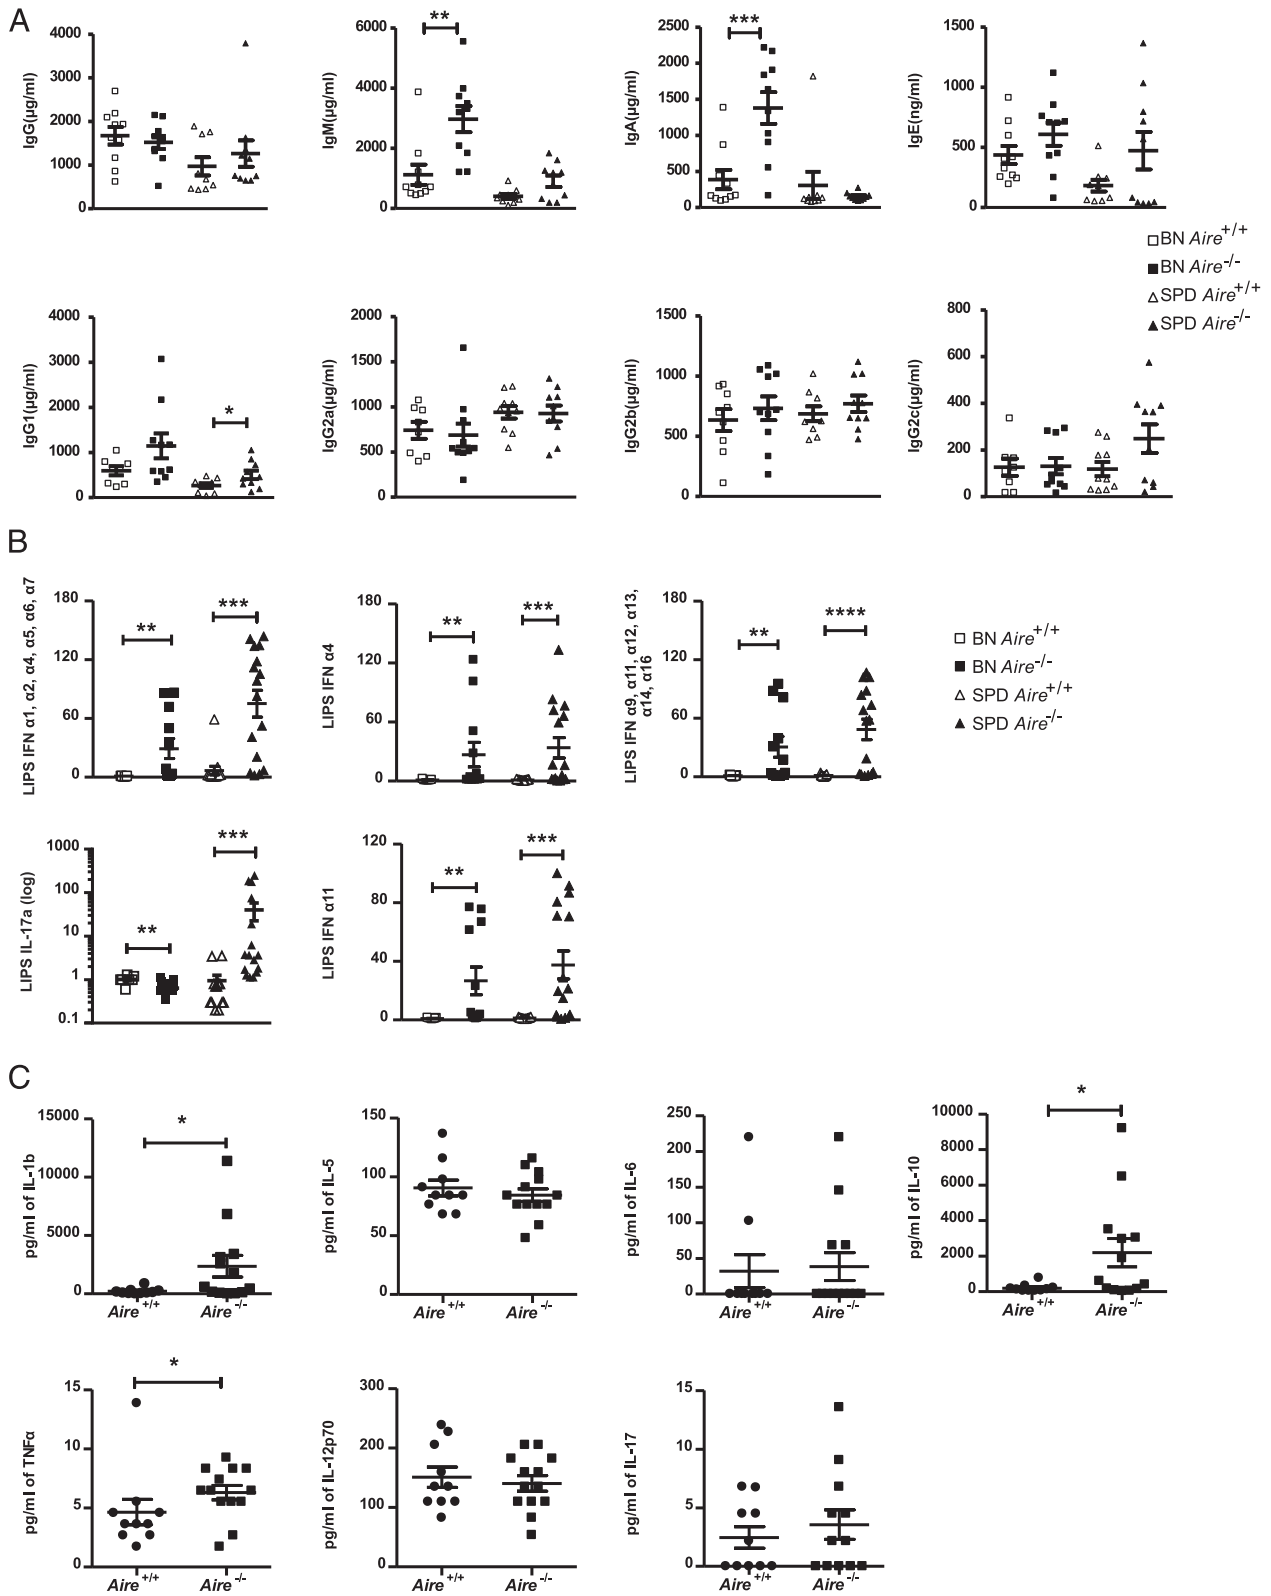 A
IgG(µg/ml)
4000
3000
2000
1000
0
IgM(µg/ml)
6000
4000
2000
0
**
IgA(µg/ml)
2500
2000
1500
1000
500
0
***
IgE(ng/ml)
1500
1000
500
0
BN Aire+/+
BN Aire-/-
SPD Aire+/+
SPD Aire-/-
IgG1(µg/ml)
4000
3000
2000
1000
0
*
IgG2a(µg/ml)
2000
1500
1000
500
0
IgG2b(µg/ml)
1500
1000
500
0
IgG2c(µg/ml)
800
600
400
200
0
B
LIPS IFN α1, α2, α4, α5, α6, α7
180
120
60
0
**
***
LIPS IFN α4
180
120
60
0
**
***
LIPS IFN α9, α11, α12, α13,
α14, α16
180
120
60
0
**
****
BN Aire+/+
BN Aire-/-
SPD Aire+/+
SPD Aire-/-
LIPS IL-17a (log)
1000
100
10
1
0.1
**
***
LIPS IFN α11
120
80
40
0
**
***
C
pg/ml of IL-1b
15000
10000
5000
0
*
Aire+/+
Aire-/-
pg/ml of IL-5
150
100
50
0
Aire+/+
Aire-/-
pg/ml of IL-6
250
200
150
100
50
0
Aire+/+
Aire-/-
pg/ml of IL-10
10000
8000
6000
4000
2000
0
*
Aire+/+
Aire-/-
pg/ml of TNFα
15
10
5
0
*
Aire+/+
Aire-/-
pg/ml of IL-12p70
300
200
150
100
0
Aire+/+
Aire-/-
pg/ml of IL-17
15
10
5
0
Aire+/+
Aire-/-